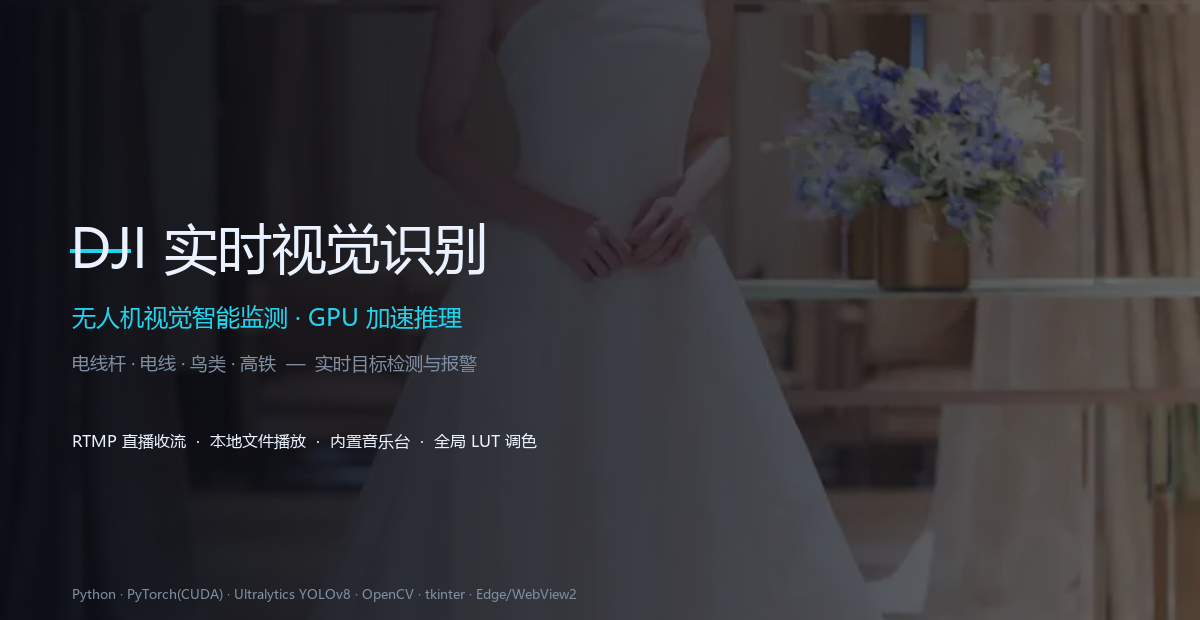 DJI 实时视觉识别
无人机视觉智能监测 · GPU 加速推理
电线杆 · 电线 · 鸟类 · 高铁 — 实时目标检测与报警
RTMP 直播收流 · 本地文件播放 · 内置音乐台 · 全局 LUT 调色
Python · PyTorch(CUDA) · Ultralytics YOLOv8 · OpenCV · tkinter · Edge/WebView2